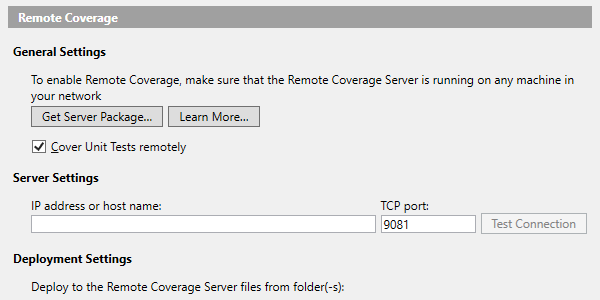 Remote Coverage
General Settings
To enable Remote Coverage, make sure that the Remote Coverage Server is running on any machine in
your network
Get Server Package... Learn More...
Cover Unit Tests remotely
Server Settings
IP address or host name: TCP port:
9081 Test Connection
Deployment Settings
Deploy to the Remote Coverage Server files from folder(-s):